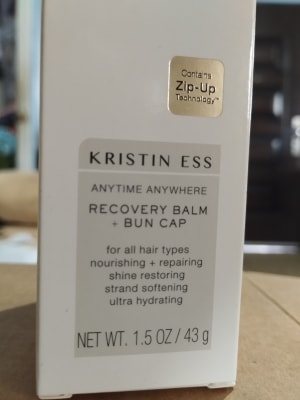 Contains
Zip-Up
Technology™
KRISTIN ESS
ANYTIME ANYWHERE
RECOVERY BALM
+ BUN CAP
for all hair types
nourishing + repairing
shine restoring
strand softening
ultra hydrating
NET WT. 1.5 OZ / 43 g